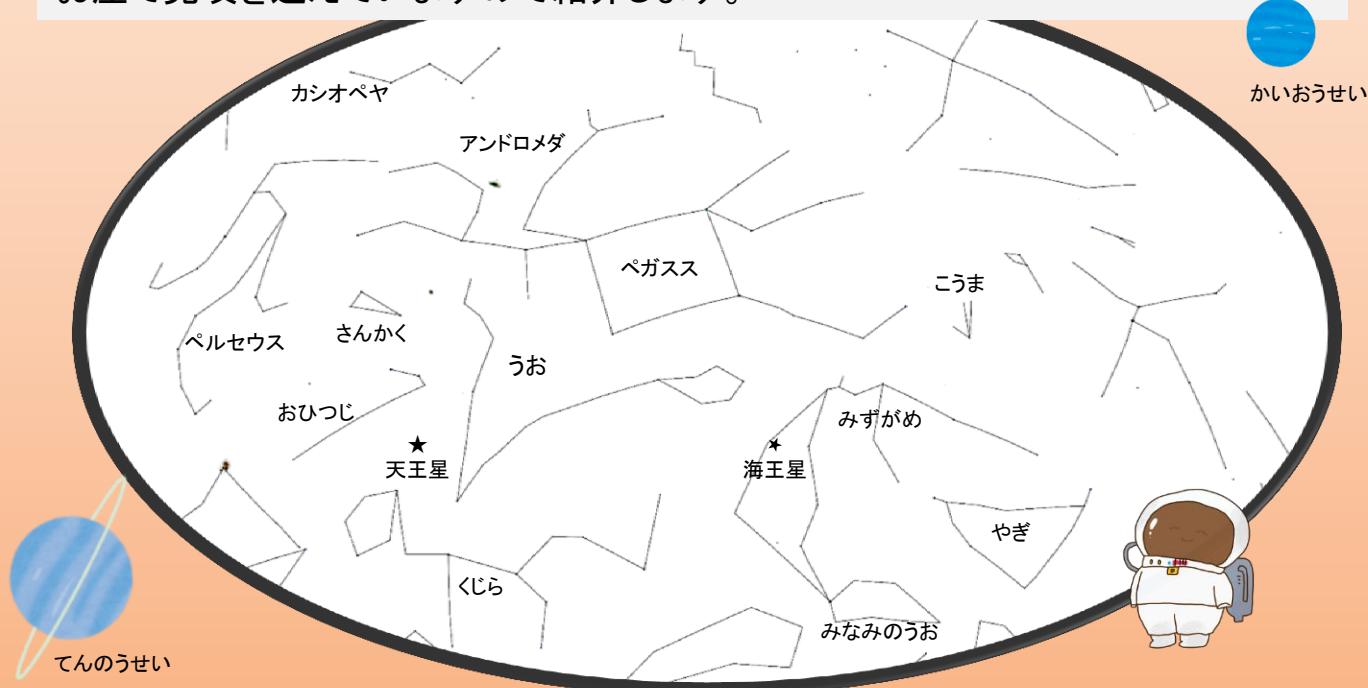 カシオペヤ
かいおうせい
アンドロメダ
ペガスス
こうま
ペルセウス
さんかく
うお
おひつじ
みずがめ
天王星
海王星
やぎ
くじら
みなみのうお
てんのうせい